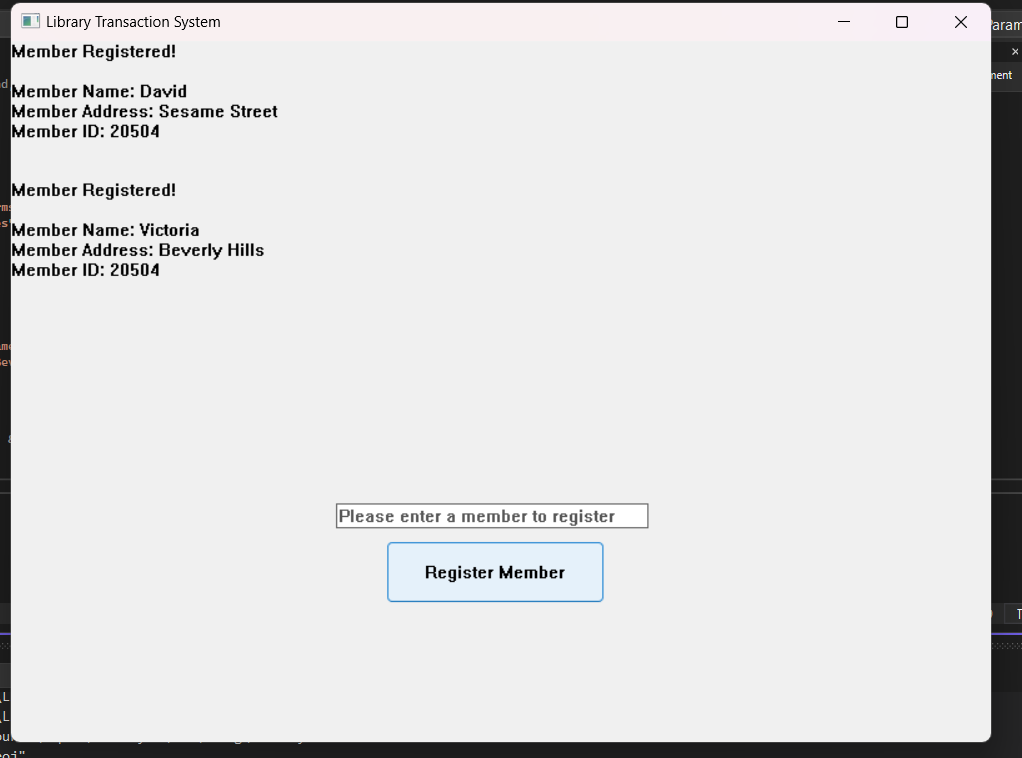 Library Transaction System
Member Registered!
Member Name: David
Member Address: Sesame Street
Member ID: 20504
Member Registered!
Member Name: Victoria
Member Address: Beverly Hills
Member ID: 20504
Please enter a member to register
Register Member